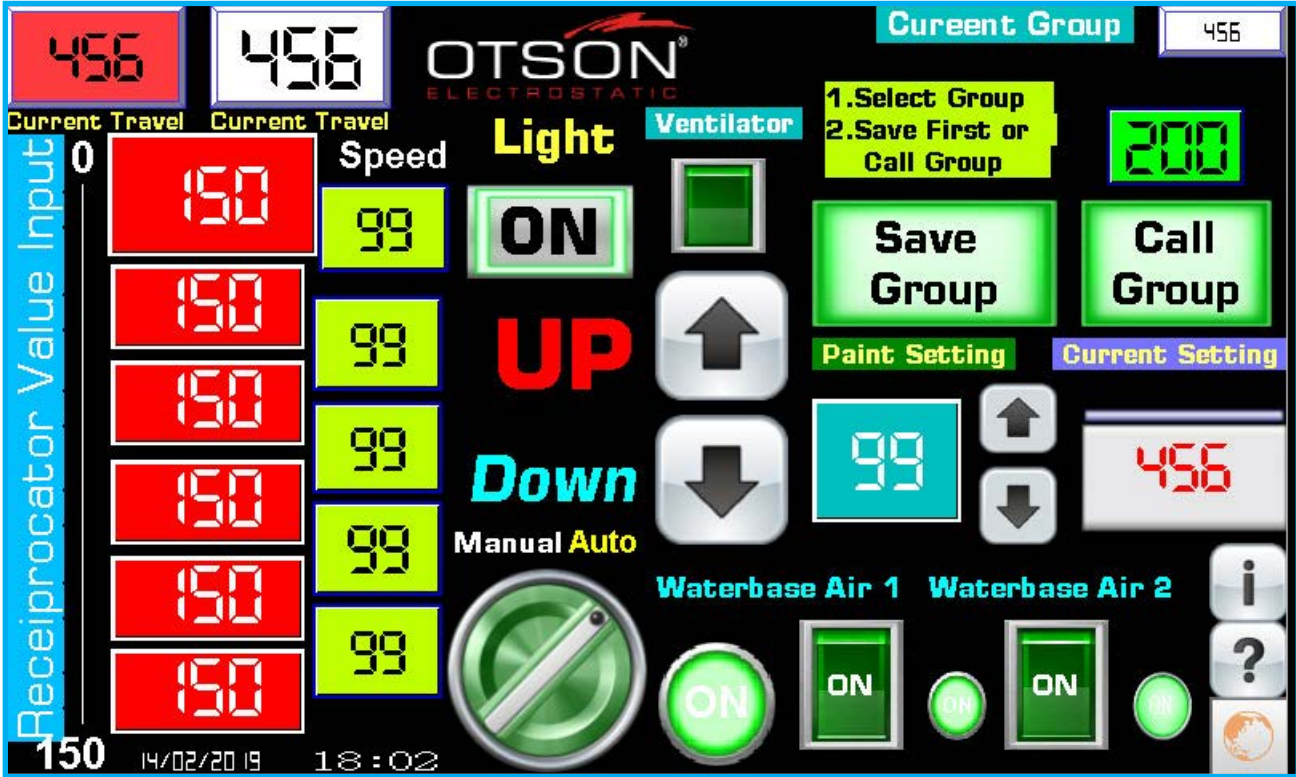 456
456
OTSON®
ELECTROSTATIC
Cureent Group
456
Current Travel
Current Travel
Receiprocator Value Input
0
150
150
150
150
150
150
150
Speed
99
99
99
99
99
Light
ON
UP
Down
Manual Auto
Ventilator
1.Select Group
2.Save First or
Call Group
200
Save
Group
Call
Group
Paint Setting
Current Setting
99
456
Waterbase Air 1
Waterbase Air 2
ON
ON
ON
ON
ON
i
?
14/02/2019
18:02